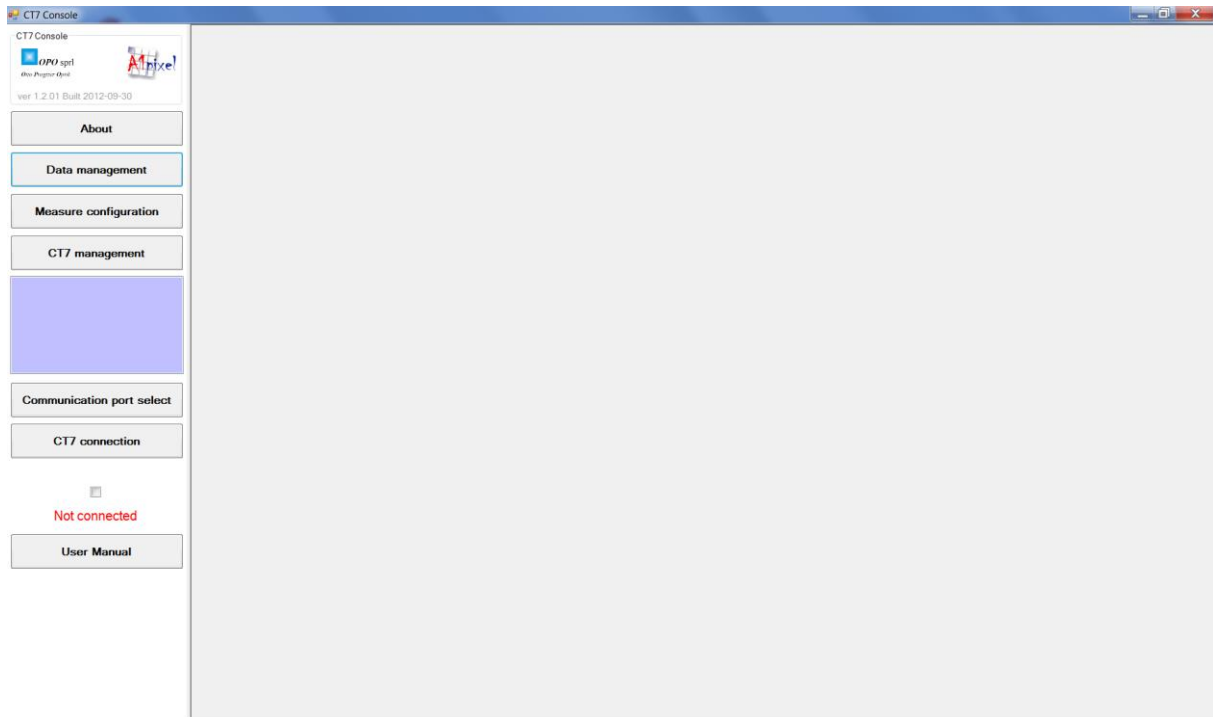 CT7 Console
CT7 Console
OPO sprl
A1pixel
ver 1.2.01 Built 2012-09-30
About
Data management
Measure configuration
CT7 management
Communication port select
CT7 connection
Not connected
User Manual